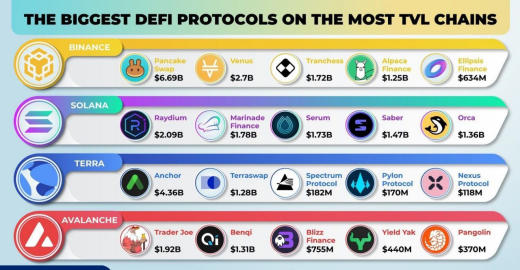 THE BIGGEST DEFI PROTOCOLS ON THE MOST TVL CHAINS
BINANCE
Pancake
Swap
$6.69B
Venus
$2.7B
Tranchess
$1.72B
Alpaca
Finance
$1.25B
Ellipsis
Finance
$634M
SOLANA
Raydium
$2.09B
Marinade
Finance
$1.78B
Serum
$1.73B
Saber
$1.47B
Orca
$1.36B
TERRA
Anchor
$4.36B
Terraswap
$1.28B
Spectrum
Protocol
$182M
Pylon
Protocol
$170M
Nexus
Protocol
$118M
AVALANCHE
Trader Joe
$1.92B
Qi
Benqi
$1.31B
Blizz
Finance
$755M
Yield Yak
$440M
Pangolin
$370M